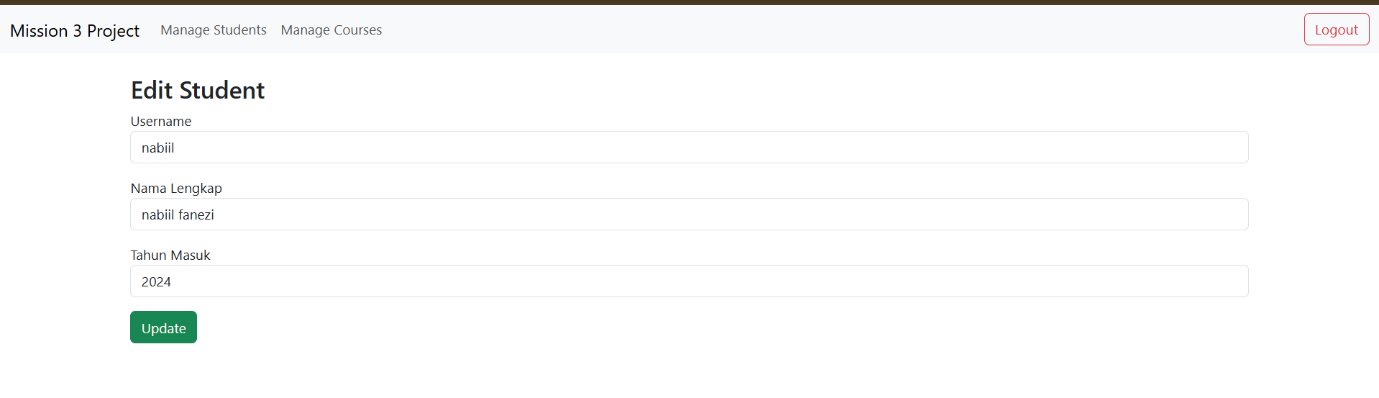 Mission 3 Project Manage Students Manage Courses Logout
Edit Student
Username
nabiil
Nama Lengkap
nabiil fanezi
Tahun Masuk
2024
Update